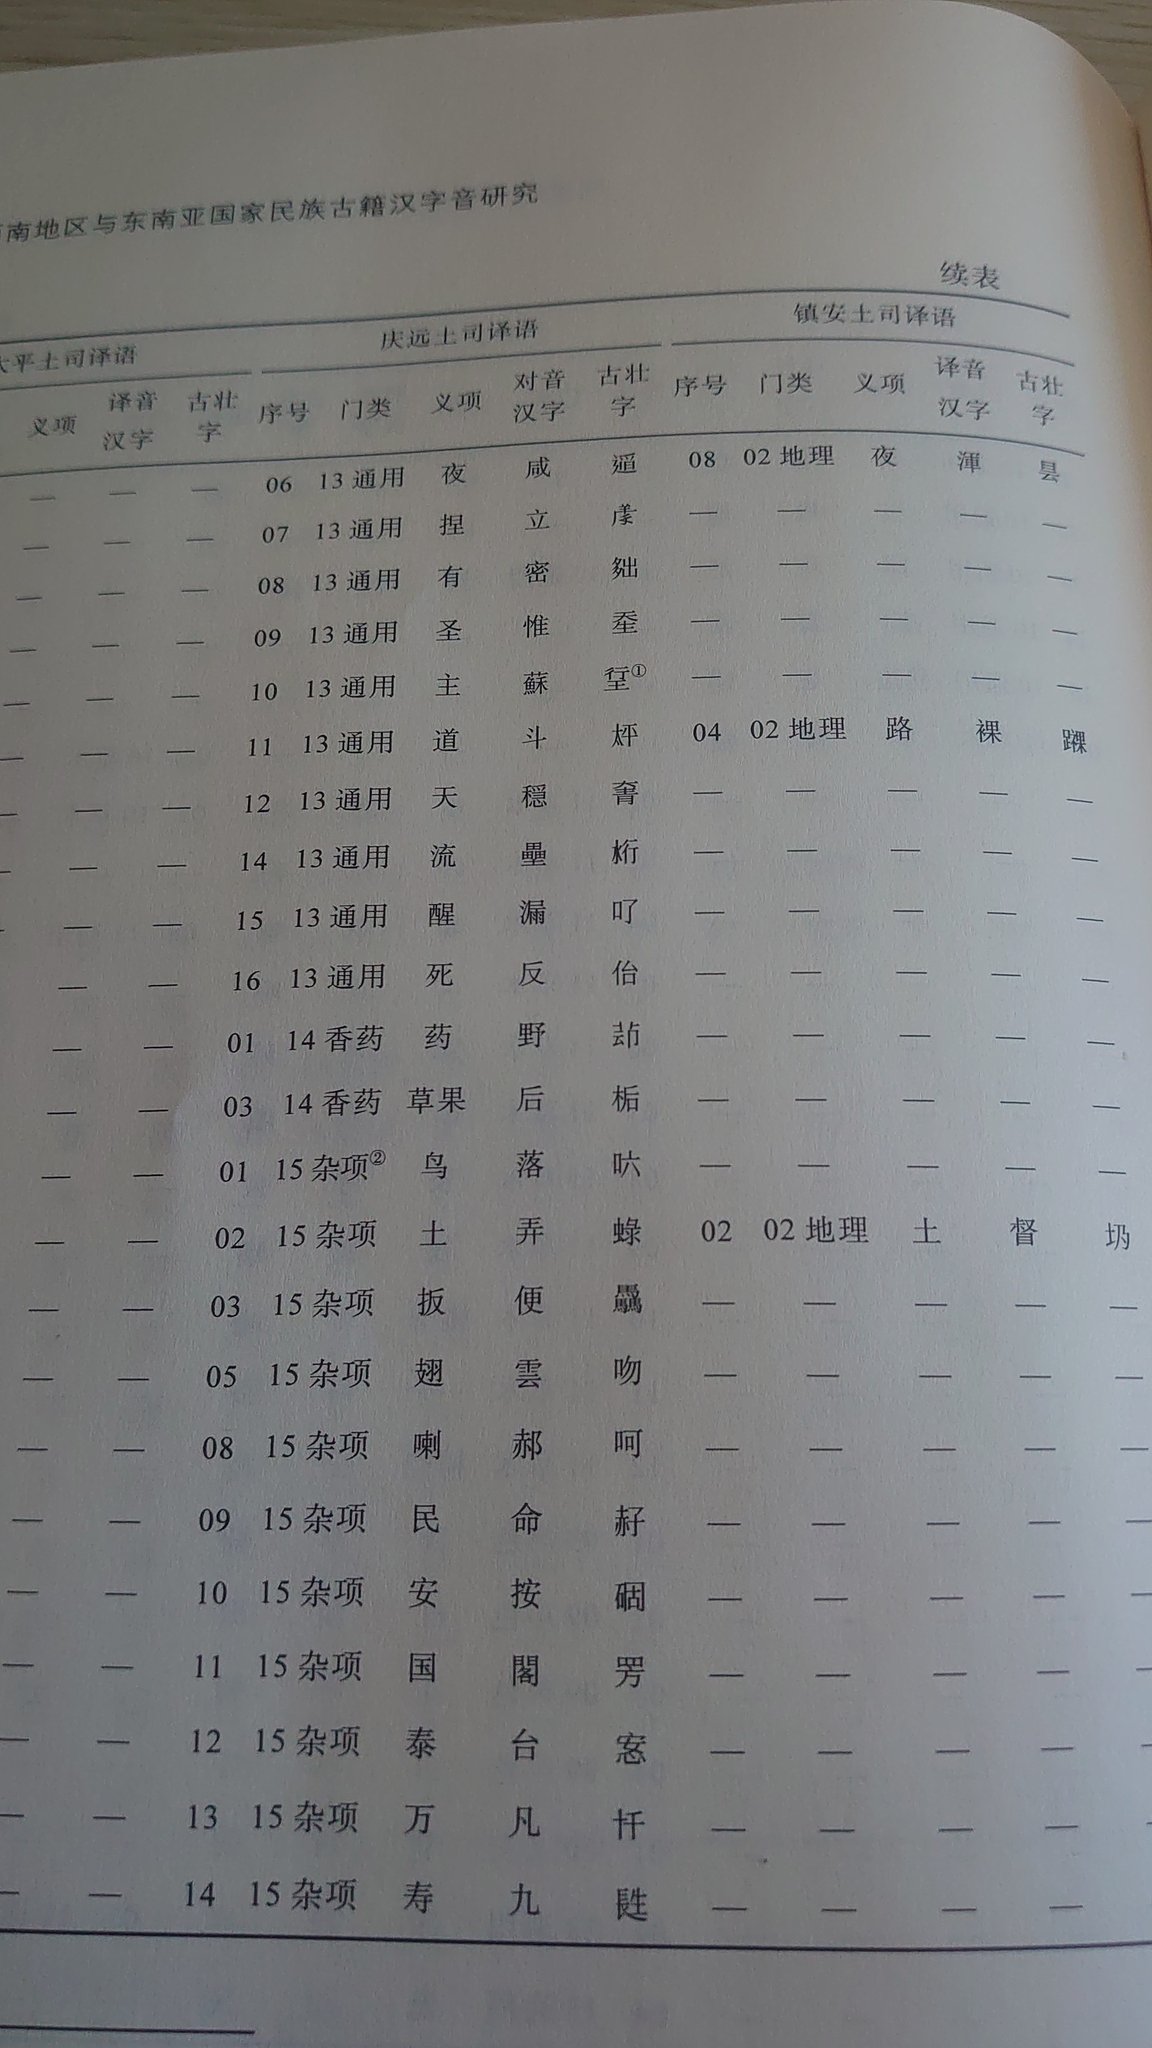 南地区与东南亚国家民族古籍汉字音研究
续表
太平土司译语 庆远土司译语 镇安土司译语
义项 译音汉字 古壮字 序号 门类 义项 对音汉字 古壮字 序号 门类 义项 译音汉字 古壮字
— — — 06 13通用 夜 咸 08 02地理 夜 渾 昙
— — — 07 13通用 捏 立 — — — — —
— — — 08 13通用 有 密 — — — — —
— — — 09 13通用 圣 惟 — — — — —
— — — 10 13通用 主 蘇 ① — — — — —
— — — 11 13通用 道 斗 04 02地理 路 裸
— — — 12 13通用 天 穩 — — — — —
— — — 14 13通用 流 壘 桁 — — — — —
— — — 15 13通用 醒 漏 叮 — — — — —
— — 16 13通用 死 反 佁 — — — — —
— — 01 14香药 药 野 — — — — —
— — 03 14香药 草果 后 栃 — — — — —
— — 01 15杂项② 鸟 落 — — — — —
— — 02 15杂项 土 弄 蟓 02 02地理 土 督
— — 03 15杂项 扳 便 — — — — —
— — 05 15杂项 翅 雲 吻 — — — — —
— — 08 15杂项 喇 郝 呵 — — — — —
— — 09 15杂项 民 命 — — — — —
— — 10 15杂项 安 按 — — — — —
— — 11 15杂项 国 閣 — — — — —
— — 12 15杂项 泰 台 — — — — —
— — 13 15杂项 万 凡 忏 — — — — —
— — 14 15杂项 寿 九 — — — —